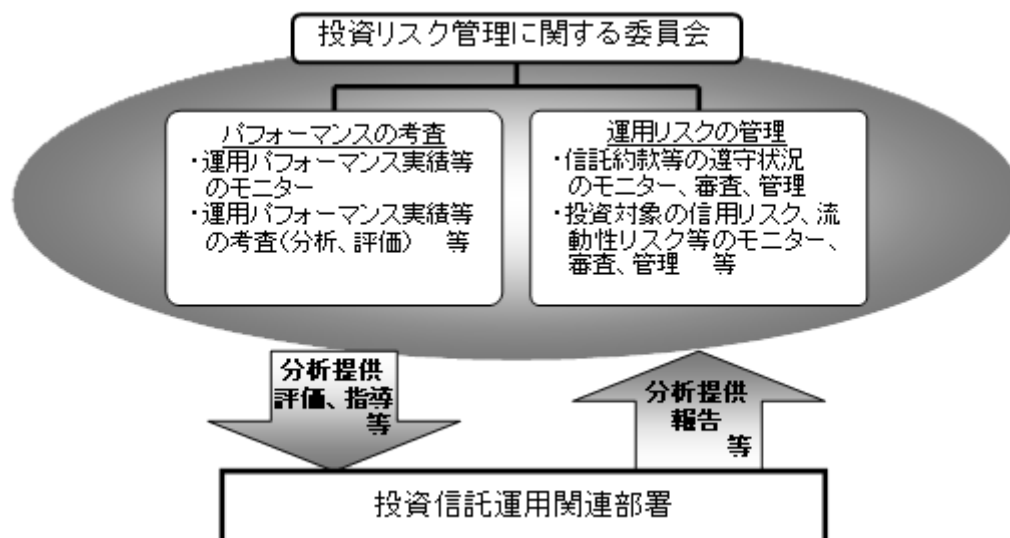 投資リスク管理に関する委員会
パフォーマンスの考査
・運用パフォーマンス実績等
のモニター
・運用パフォーマンス実績等
の考査(分析、評価)　等
運用リスクの管理
・信託約款等の遵守状況
のモニター、審査、管理
・投資対象の信用リスク、流
動性リスク等のモニター、
審査、管理　等
分析提供
評価、指導
等
分析提供
報告
等
投資信託運用関連部署